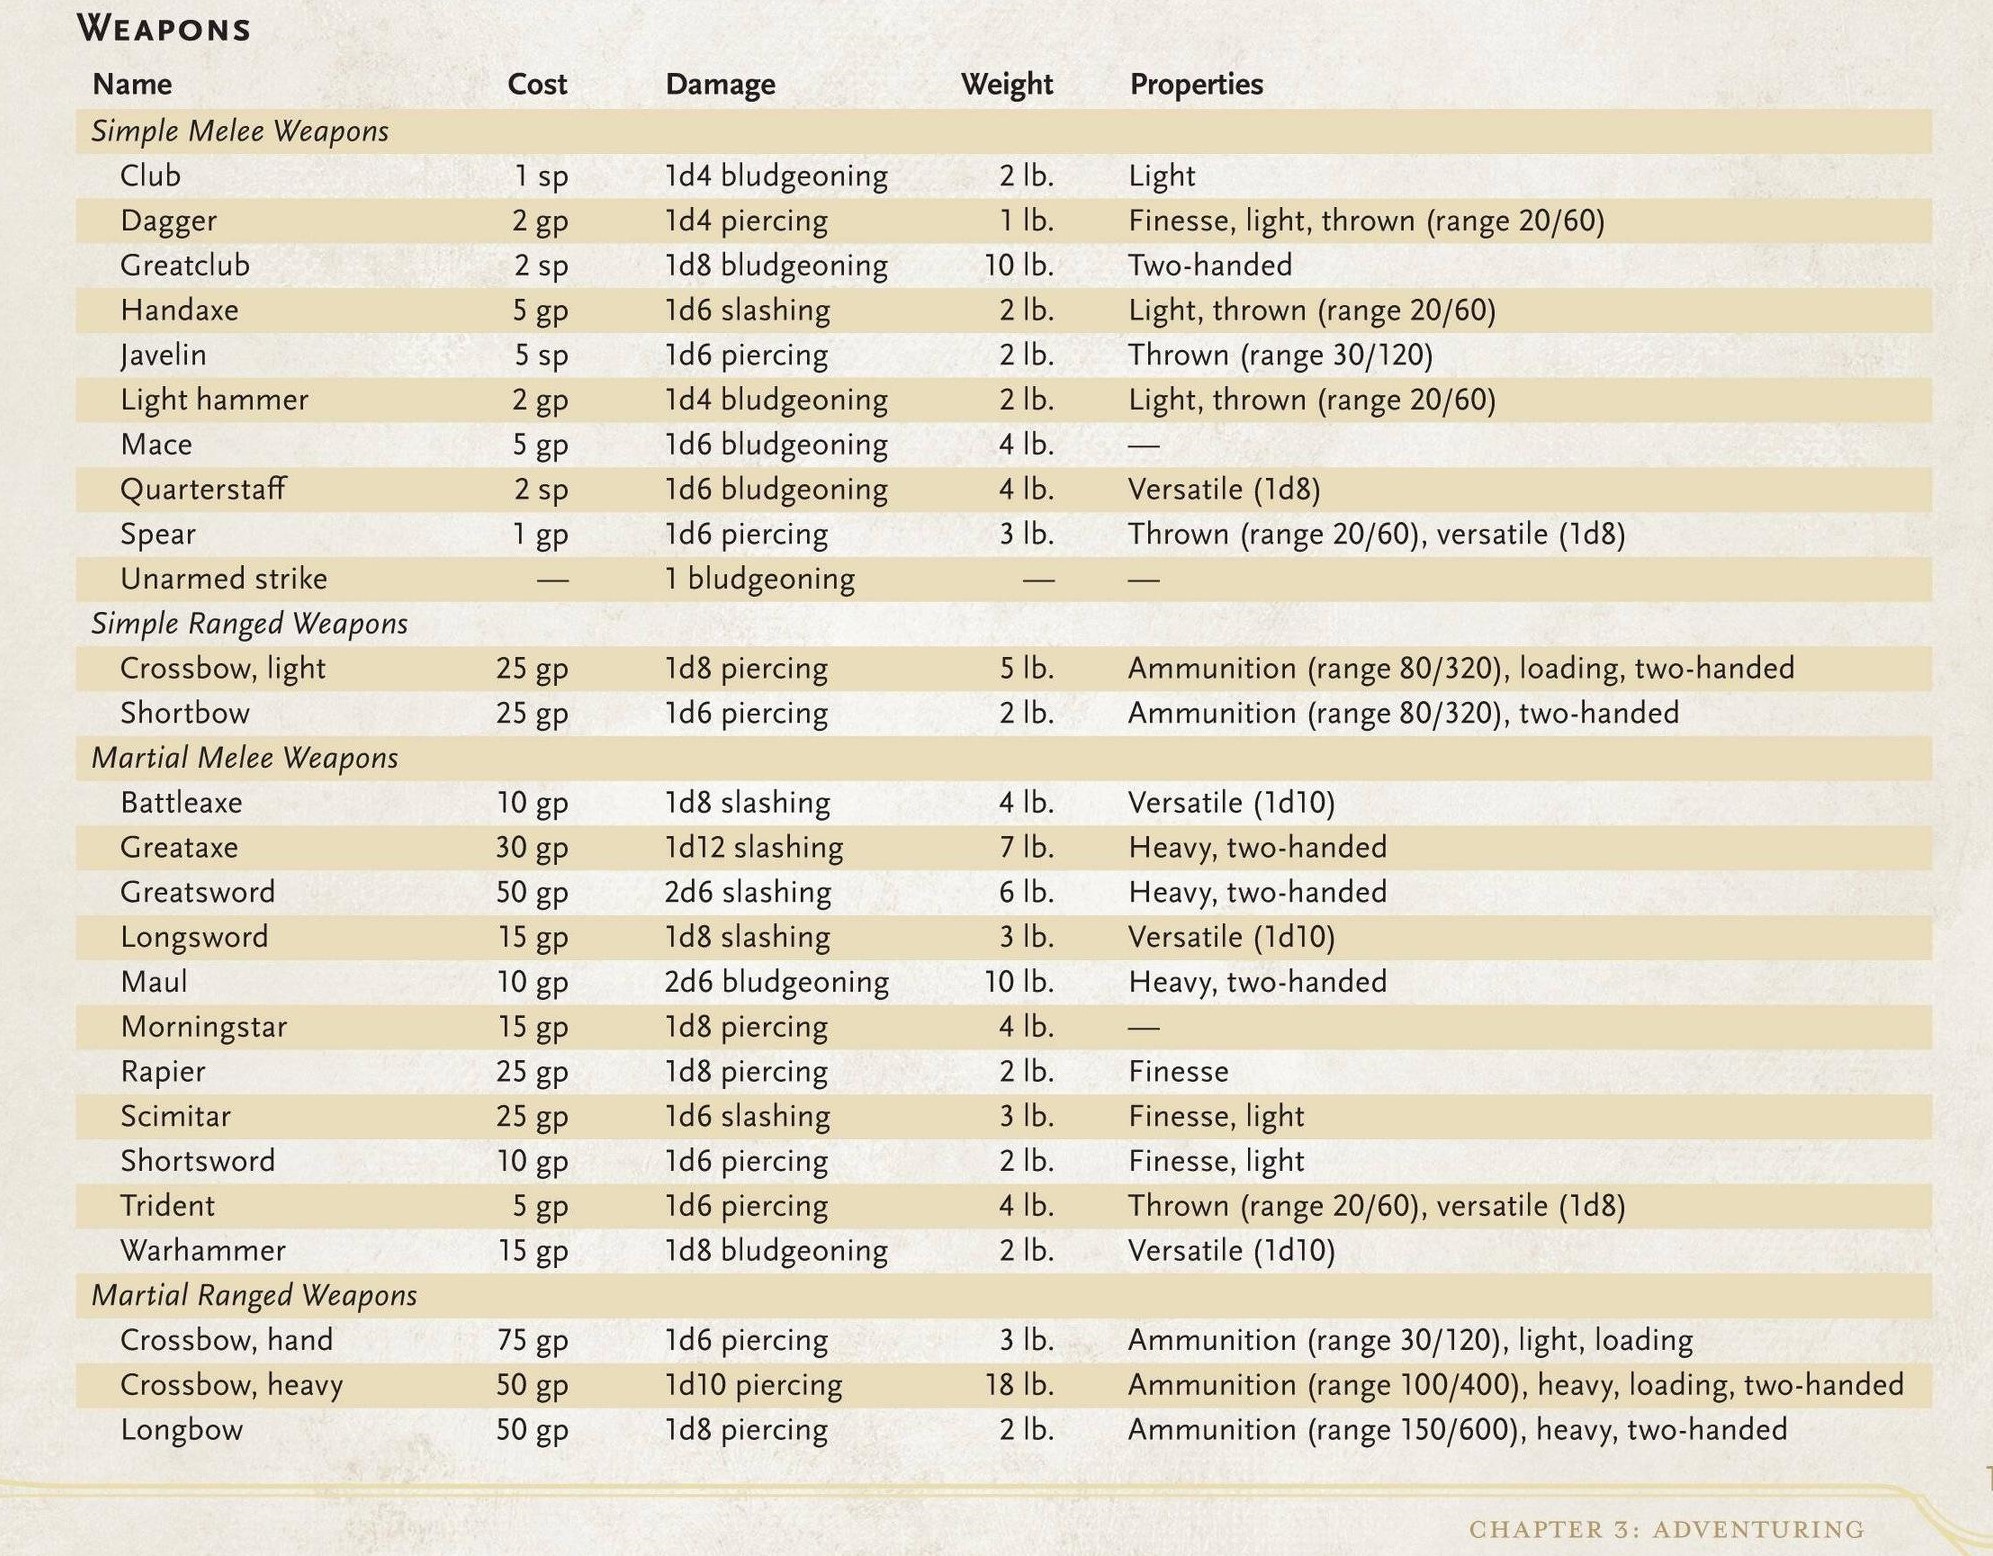 WEAPONS
Name Cost Damage Weight Properties
Simple Melee Weapons
Club 1 sp 1d4 bludgeoning 2 lb. Light
Dagger 2 gp 1d4 piercing 1 lb. Finesse, light, thrown (range 20/60)
Greatclub 2 sp 1d8 bludgeoning 10 lb. Two-handed
Handaxe 5 gp 1d6 slashing 2 lb. Light, thrown (range 20/60)
Javelin 5 sp 1d6 piercing 2 lb. Thrown (range 30/120)
Light hammer 2 gp 1d4 bludgeoning 2 lb. Light, thrown (range 20/60)
Mace 5 gp 1d6 bludgeoning 4 lb. —
Quarterstaff 2 sp 1d6 bludgeoning 4 lb. Versatile (1d8)
Spear 1 gp 1d6 piercing 3 lb. Thrown (range 20/60), versatile (1d8)
Unarmed strike — 1 bludgeoning — —
Simple Ranged Weapons
Crossbow, light 25 gp 1d8 piercing 5 lb. Ammunition (range 80/320), loading, two-handed
Shortbow 25 gp 1d6 piercing 2 lb. Ammunition (range 80/320), two-handed
Martial Melee Weapons
Battleaxe 10 gp 1d8 slashing 4 lb. Versatile (1d10)
Greataxe 30 gp 1d12 slashing 7 lb. Heavy, two-handed
Greatsword 50 gp 2d6 slashing 6 lb. Heavy, two-handed
Longsword 15 gp 1d8 slashing 3 lb. Versatile (1d10)
Maul 10 gp 2d6 bludgeoning 10 lb. Heavy, two-handed
Morningstar 15 gp 1d8 piercing 4 lb. —
Rapier 25 gp 1d8 piercing 2 lb. Finesse
Scimitar 25 gp 1d6 slashing 3 lb. Finesse, light
Shortsword 10 gp 1d6 piercing 2 lb. Finesse, light
Trident 5 gp 1d6 piercing 4 lb. Thrown (range 20/60), versatile (1d8)
Warhammer 15 gp 1d8 bludgeoning 2 lb. Versatile (1d10)
Martial Ranged Weapons
Crossbow, hand 75 gp 1d6 piercing 3 lb. Ammunition (range 30/120), light, loading
Crossbow, heavy 50 gp 1d10 piercing 18 lb. Ammunition (range 100/400), heavy, loading, two-handed
Longbow 50 gp 1d8 piercing 2 lb. Ammunition (range 150/600), heavy, two-handed
CHAPTER 3: ADVENTURING